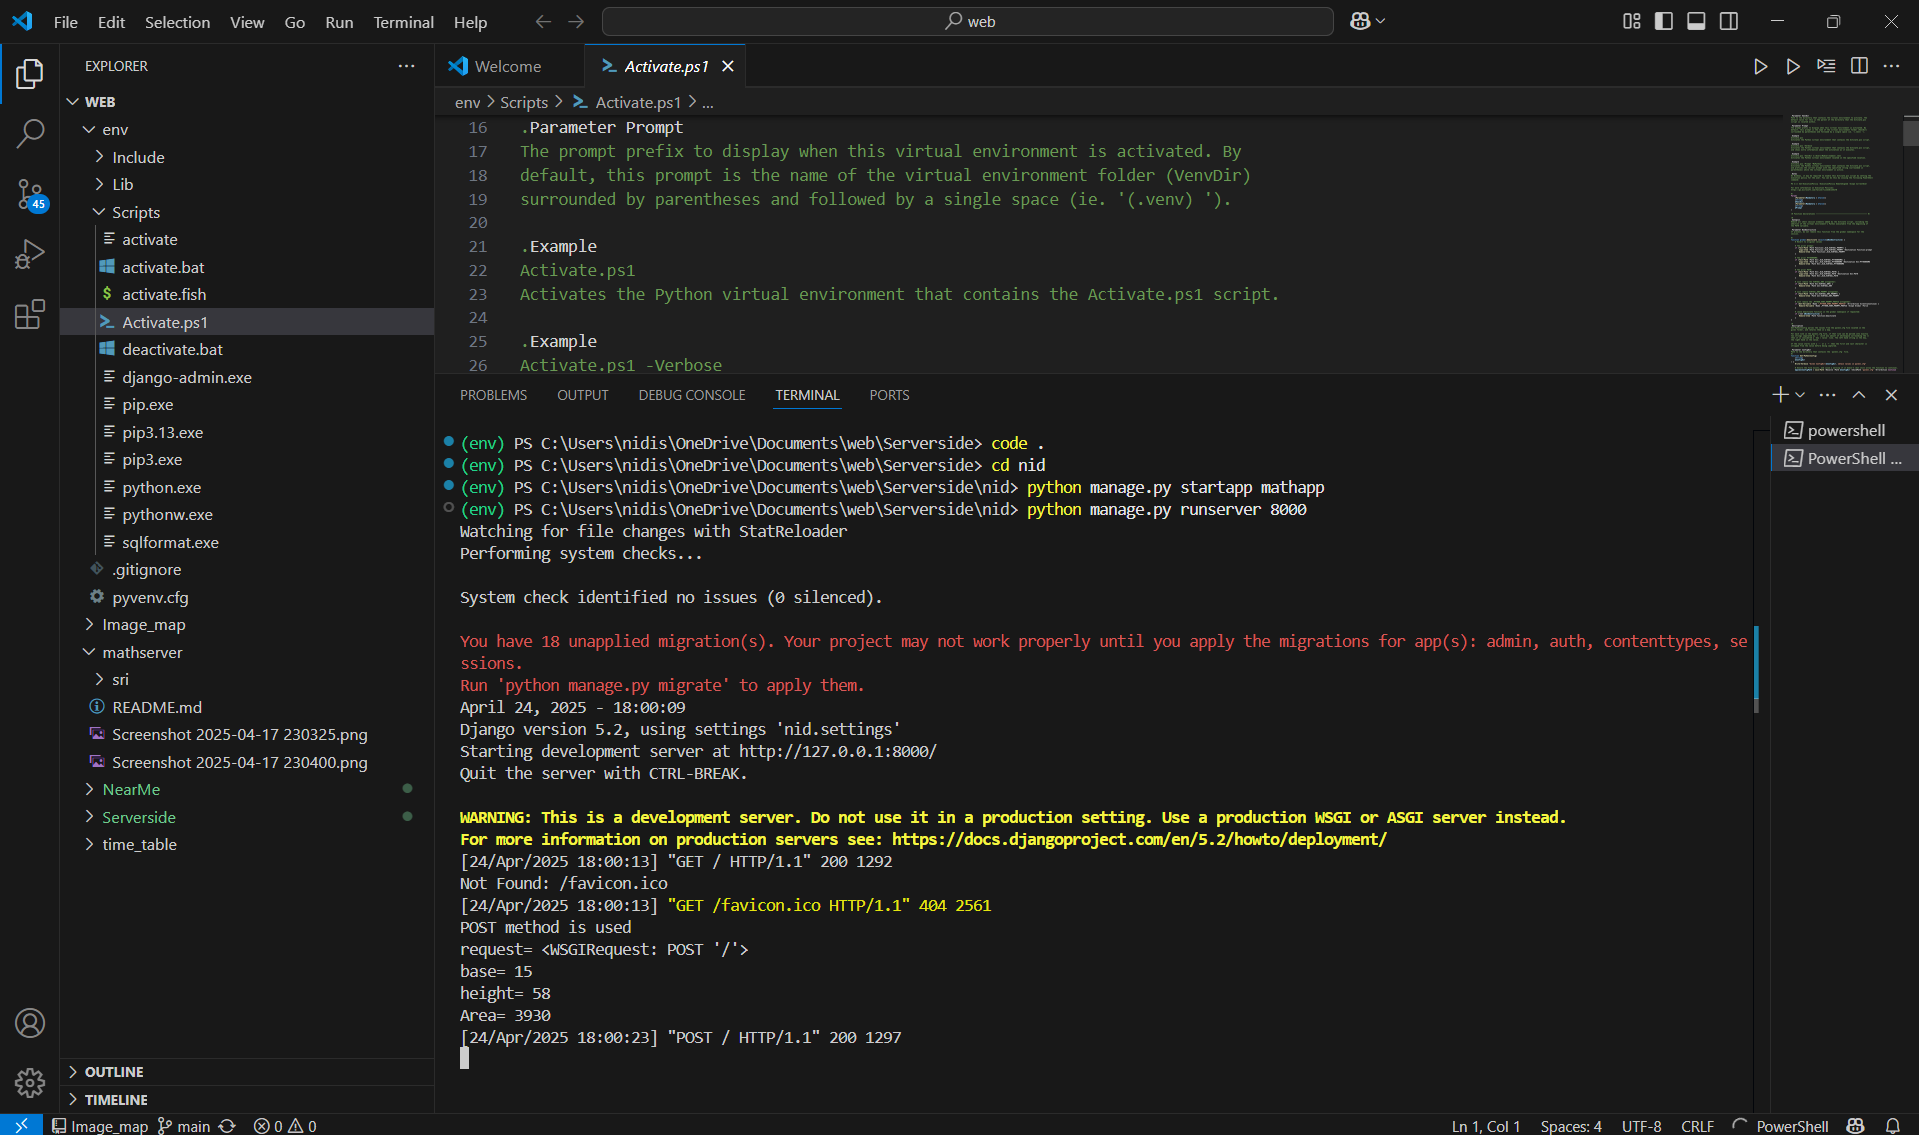 File Edit Selection View Go Run Terminal Help
web
EXPLORER
WEB
env
Include
Lib
Scripts
activate
activate.bat
$ activate.fish
Activate.ps1
deactivate.bat
django-admin.exe
pip.exe
pip3.13.exe
pip3.exe
python.exe
pythonw.exe
sqlformat.exe
.gitignore
pyvenv.cfg
Image_map
mathserver
sri
README.md
Screenshot 2025-04-17 230325.png
Screenshot 2025-04-17 230400.png
NearMe
Serverside
time_table
OUTLINE
TIMELINE
45
Welcome
Activate.ps1
env > Scripts > Activate.ps1 > ...
16 .Parameter Prompt
17 The prompt prefix to display when this virtual environment is activated. By
18 default, this prompt is the name of the virtual environment folder (VenvDir)
19 surrounded by parentheses and followed by a single space (ie. '(.venv) ').
20
21 .Example
22 Activate.ps1
23 Activates the Python virtual environment that contains the Activate.ps1 script.
24
25 .Example
26 Activate.ps1 -Verbose
PROBLEMS OUTPUT DEBUG CONSOLE TERMINAL PORTS
(env) PS C:\Users\nidis\OneDrive\Documents\web\Serverside> code .
(env) PS C:\Users\nidis\OneDrive\Documents\web\Serverside> cd nid
(env) PS C:\Users\nidis\OneDrive\Documents\web\Serverside\nid> python manage.py startapp mathapp
(env) PS C:\Users\nidis\OneDrive\Documents\web\Serverside\nid> python manage.py runserver 8000
Watching for file changes with StatReloader
Performing system checks...
System check identified no issues (0 silenced).
You have 18 unapplied migration(s). Your project may not work properly until you apply the migrations for app(s): admin, auth, contenttypes, se
ssions.
Run 'python manage.py migrate' to apply them.
April 24, 2025 - 18:00:09
Django version 5.2, using settings 'nid.settings'
Starting development server at http://127.0.0.1:8000/
Quit the server with CTRL-BREAK.
WARNING: This is a development server. Do not use it in a production setting. Use a production WSGI or ASGI server instead.
For more information on production servers see: https://docs.djangoproject.com/en/5.2/howto/deployment/
[24/Apr/2025 18:00:13] "GET / HTTP/1.1" 200 1292
Not Found: /favicon.ico
[24/Apr/2025 18:00:13] "GET /favicon.ico HTTP/1.1" 404 2561
POST method is used
request= <WSGIRequest: POST '/'>
base= 15
height= 58
Area= 3930
[24/Apr/2025 18:00:23] "POST / HTTP/1.1" 200 1297
powershell
PowerShell ...
Image_map main 0 0
Ln 1, Col 1 Spaces: 4 UTF-8 CRLF PowerShell